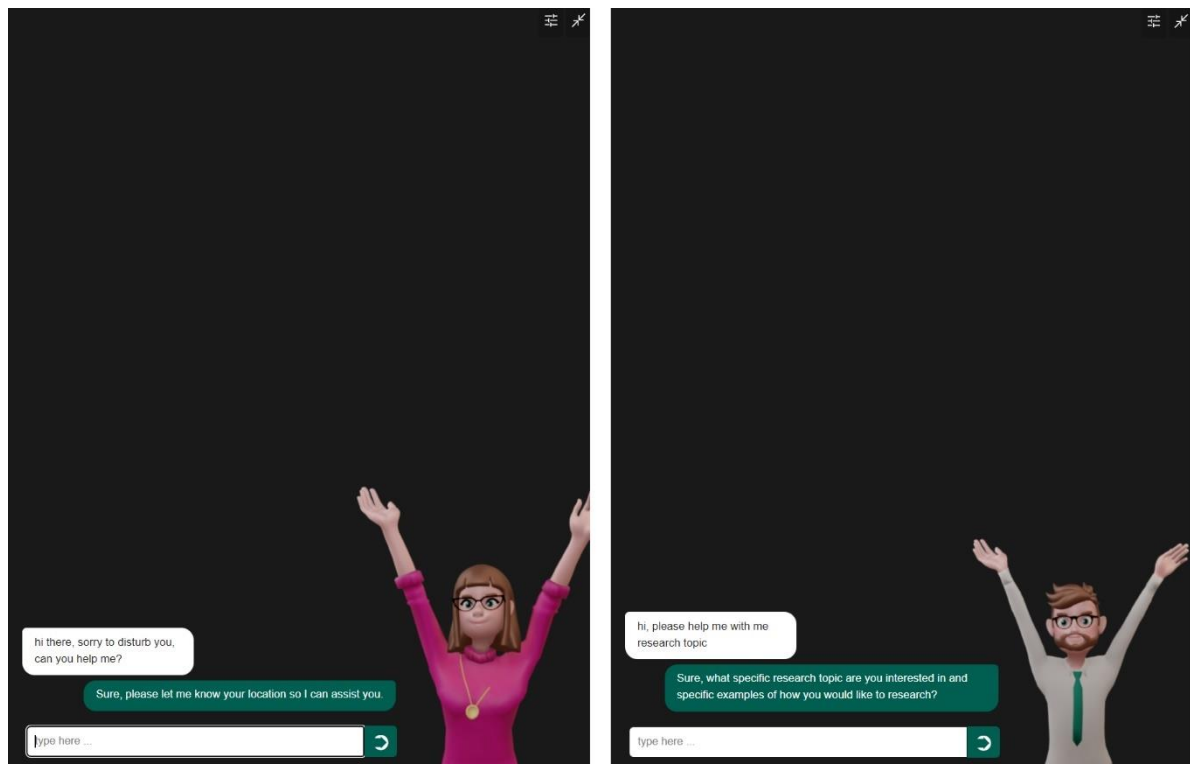 hi there, sorry to disturb you,
can you help me?
Sure, please let me know your location so I can assist you.
type here ...
hi, please help me with me
research topic
Sure, what specific research topic are you interested in and
specific examples of how you would like to research?
type here ...